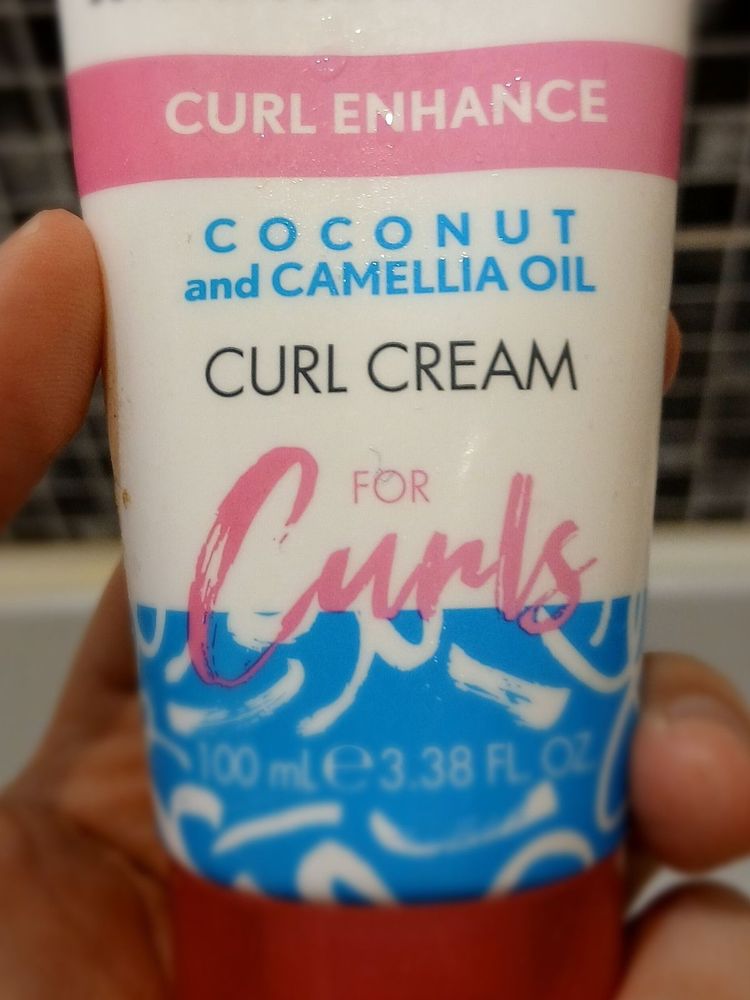 CURL ENHANCE
COCONUT
and CAMELLIA OIL
CURL CREAM
FOR
Curls
100 mL ℮ 3.38 FL. OZ.